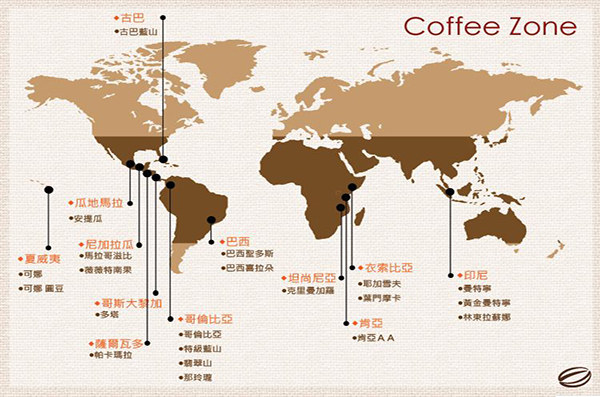 Coffee Zone
◆古巴
●古巴藍山
◆瓜地馬拉
●安提瓜
◆尼加拉瓜
●馬拉哥滋比
●薇薇特南果
◆夏威夷
●可娜
●可娜 圓豆
◆哥斯大黎加
●多塔
◆薩爾瓦多
●帕卡瑪拉
◆哥倫比亞
●哥倫比亞
●特級藍山
●翡翠山
●那玲瓏
◆巴西
●巴西聖多斯
●巴西喜拉朵
◆坦尚尼亞
●克里曼加羅
◆衣索比亞
●耶加雪夫
●葉門摩卡
◆肯亞
●肯亞AA
◆印尼
●曼特寧
●黃金曼特寧
●林東拉蘇娜